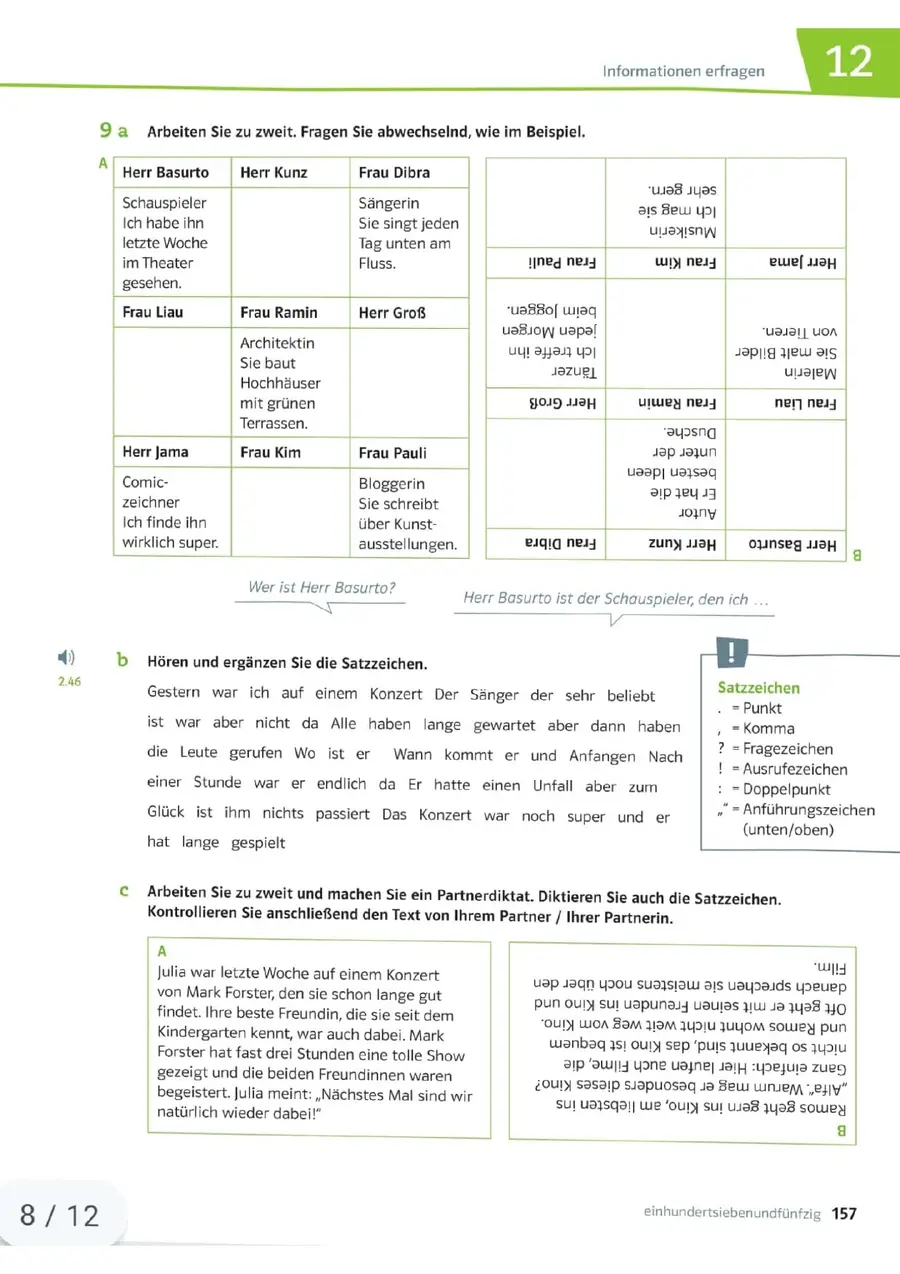 Informationen erfragen
12
9 a Arbeiten Sie zu zweit. Fragen Sie abwechselnd, wie im Beispiel.
A
Herr Basurto Herr Kunz Frau Dibra
Schauspieler
Ich habe ihn
letzte Woche
im Theater
gesehen.
Sängerin
Sie singt jeden
Tag unten am
Fluss.
Frau Liau Frau Ramin Herr Groß
Architektin
Sie baut
Hochhäuser
mit grünen
Terrassen.
Herr Jama Frau Kim Frau Pauli
Comic-
zeichner
Ich finde ihn
wirklich super.
Bloggerin
Sie schreibt
über Kunst-
ausstellungen.
B
Herr Basurto Herr Kunz Frau Dibra
Autor
Er hat die
besten Ideen
unter der
Dusche.
Frau Liau Frau Ramin Herr Groß
Malerin
Sie malt Bilder
von Tieren.
Tänzer
Ich treffe ihn
jeden Morgen
beim Joggen.
Herr Jama Frau Kim Frau Pauli
Musikerin
Ich mag sie
sehr gern.
Wer ist Herr Basurto?
Herr Basurto ist der Schauspieler, den ich ...
2.46
b Hören und ergänzen Sie die Satzzeichen.
Gestern war ich auf einem Konzert Der Sänger der sehr beliebt
ist war aber nicht da Alle haben lange gewartet aber dann haben
die Leute gerufen Wo ist er Wann kommt er und Anfangen Nach
einer Stunde war er endlich da Er hatte einen Unfall aber zum
Glück ist ihm nichts passiert Das Konzert war noch super und er
hat lange gespielt
!
Satzzeichen
. = Punkt
, = Komma
? = Fragezeichen
! = Ausrufezeichen
: = Doppelpunkt
„“ = Anführungszeichen
(unten/oben)
c Arbeiten Sie zu zweit und machen Sie ein Partnerdiktat. Diktieren Sie auch die Satzzeichen.
Kontrollieren Sie anschließend den Text von Ihrem Partner / Ihrer Partnerin.
A
Julia war letzte Woche auf einem Konzert
von Mark Forster, den sie schon lange gut
findet. Ihre beste Freundin, die sie seit dem
Kindergarten kennt, war auch dabei. Mark
Forster hat fast drei Stunden eine tolle Show
gezeigt und die beiden Freundinnen waren
begeistert. Julia meint: „Nächstes Mal sind wir
natürlich wieder dabei!“
B
Ramos geht gern ins Kino, am liebsten ins
„Alfa“. Warum mag er besonders dieses Kino?
Ganz einfach: Hier laufen auch Filme, die
nicht so bekannt sind, das Kino ist bequem
und Ramos wohnt nicht weit weg vom Kino.
Oft geht er mit seinen Freunden ins Kino und
danach sprechen sie meistens noch über den
Film.
8 / 12
einhundertsiebenundfünfzig 157